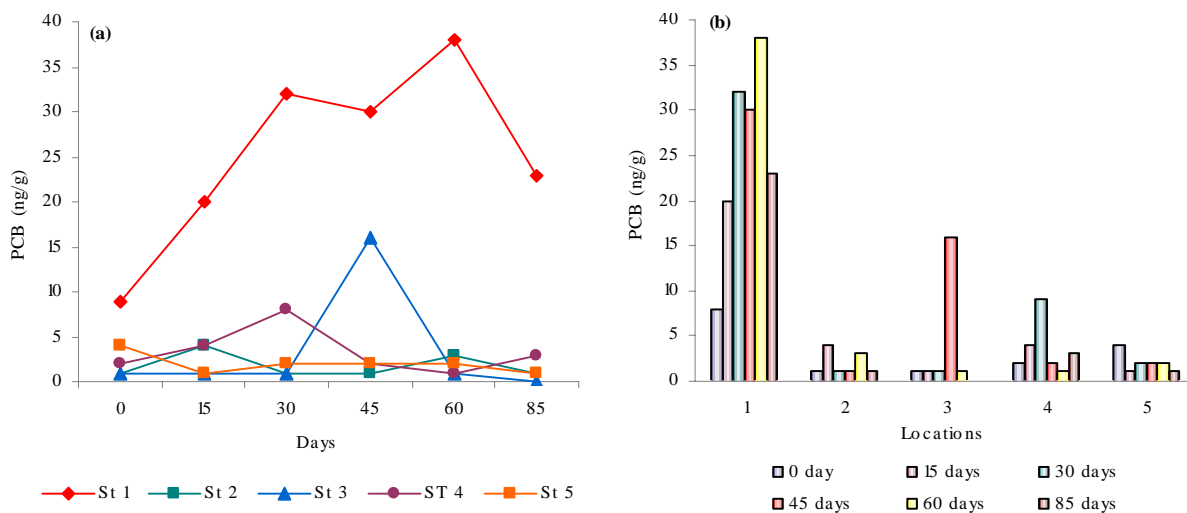 (a)
40
35
30
25
20
15
10
5
0
PCB (ng/g)
0 15 30 45 60 85
Days
St 1 St 2 St 3 ST 4 St 5
(b)
40
35
30
25
20
15
10
5
0
PCB (ng/g)
1 2 3 4 5
Locations
0 day 15 days 30 days
45 days 60 days 85 days